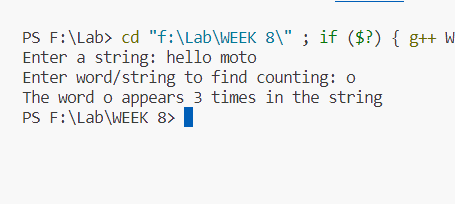 PS F:\Lab> cd "f:\Lab\WEEK 8\" ; if ($?) { g++ W
Enter a string: hello moto
Enter word/string to find counting: o
The word o appears 3 times in the string
PS F:\Lab\WEEK 8>